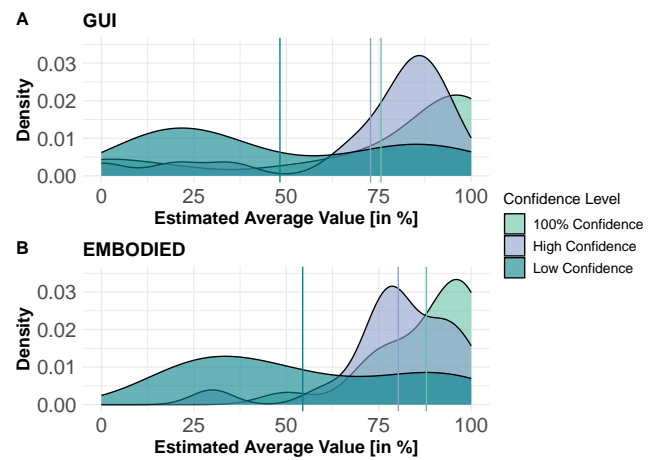 A GUI
0.03
0.02
0.01
0.00
Density
0 25 50 75 100
Estimated Average Value [in %]
Confidence Level
100% Confidence
High Confidence
Low Confidence
B EMBODIED
0.03
0.02
0.01
0.00
Density
0 25 50 75 100
Estimated Average Value [in %]